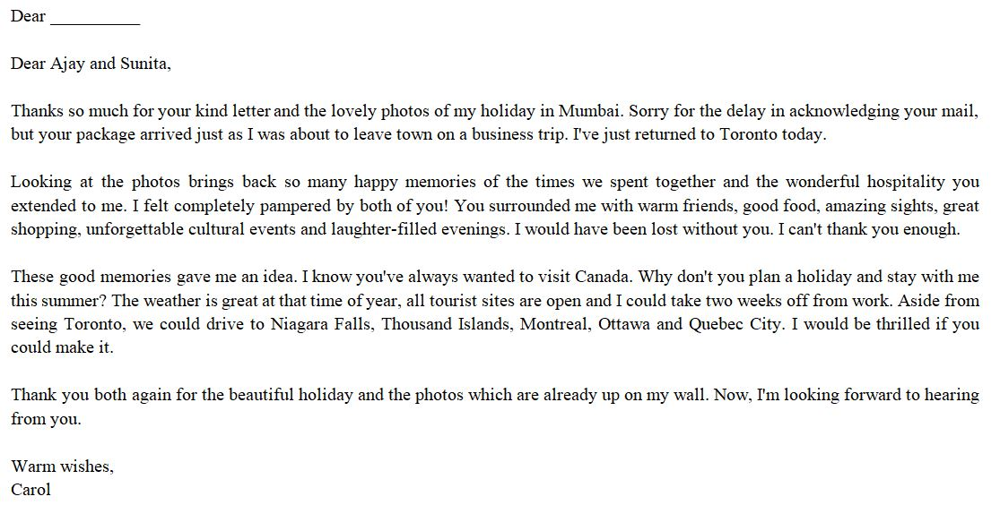 Dear __________
Dear Ajay and Sunita,
Thanks so much for your kind letter and the lovely photos of my holiday in Mumbai. Sorry for the delay in acknowledging your mail,
but your package arrived just as I was about to leave town on a business trip. I've just returned to Toronto today.
Looking at the photos brings back so many happy memories of the times we spent together and the wonderful hospitality you
extended to me. I felt completely pampered by both of you! You surrounded me with warm friends, good food, amazing sights, great
shopping, unforgettable cultural events and laughter-filled evenings. I would have been lost without you. I can't thank you enough.
These good memories gave me an idea. I know you've always wanted to visit Canada. Why don't you plan a holiday and stay with me
this summer? The weather is great at that time of year, all tourist sites are open and I could take two weeks off from work. Aside from
seeing Toronto, we could drive to Niagara Falls, Thousand Islands, Montreal, Ottawa and Quebec City. I would be thrilled if you
could make it.
Thank you both again for the beautiful holiday and the photos which are already up on my wall. Now, I'm looking forward to hearing
from you.
Warm wishes,
Carol